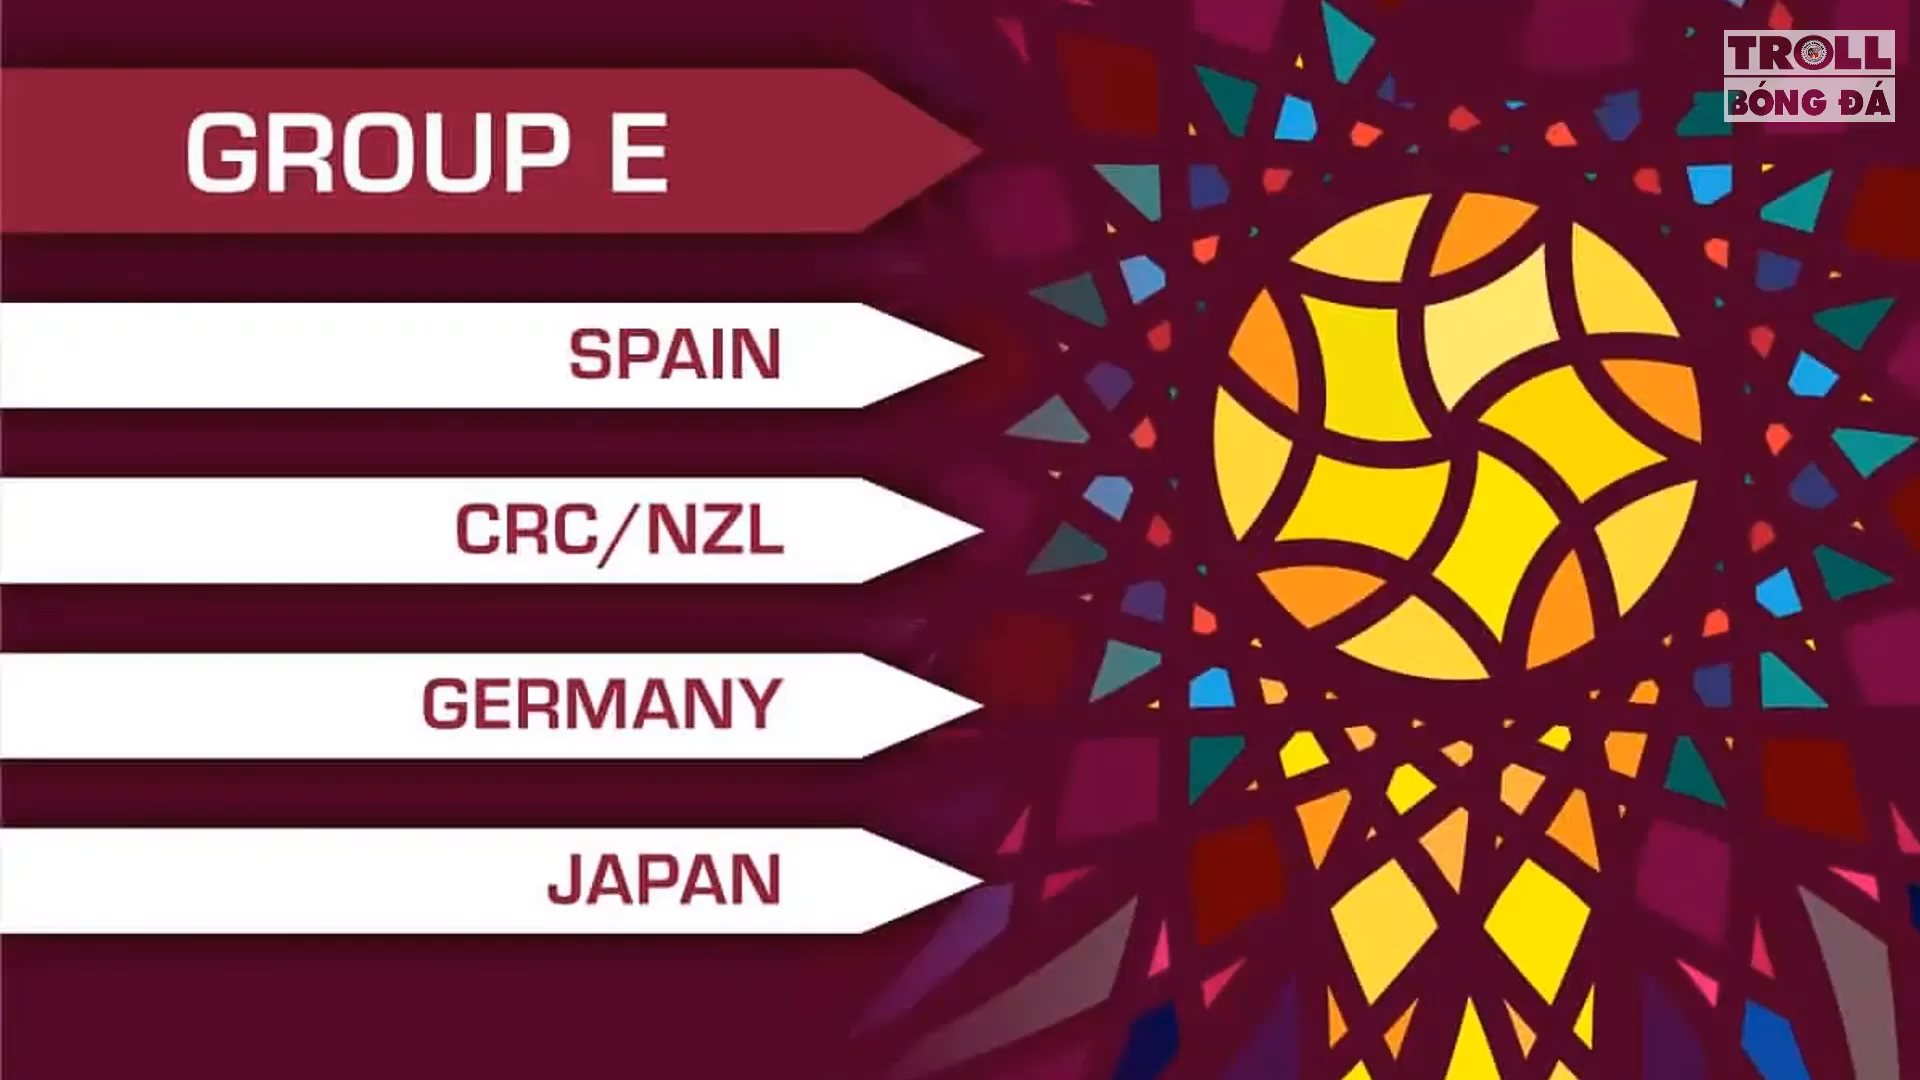 TROLL
BÓNG ĐÁ
GROUP E
SPAIN
CRC/NZL
GERMANY
JAPAN